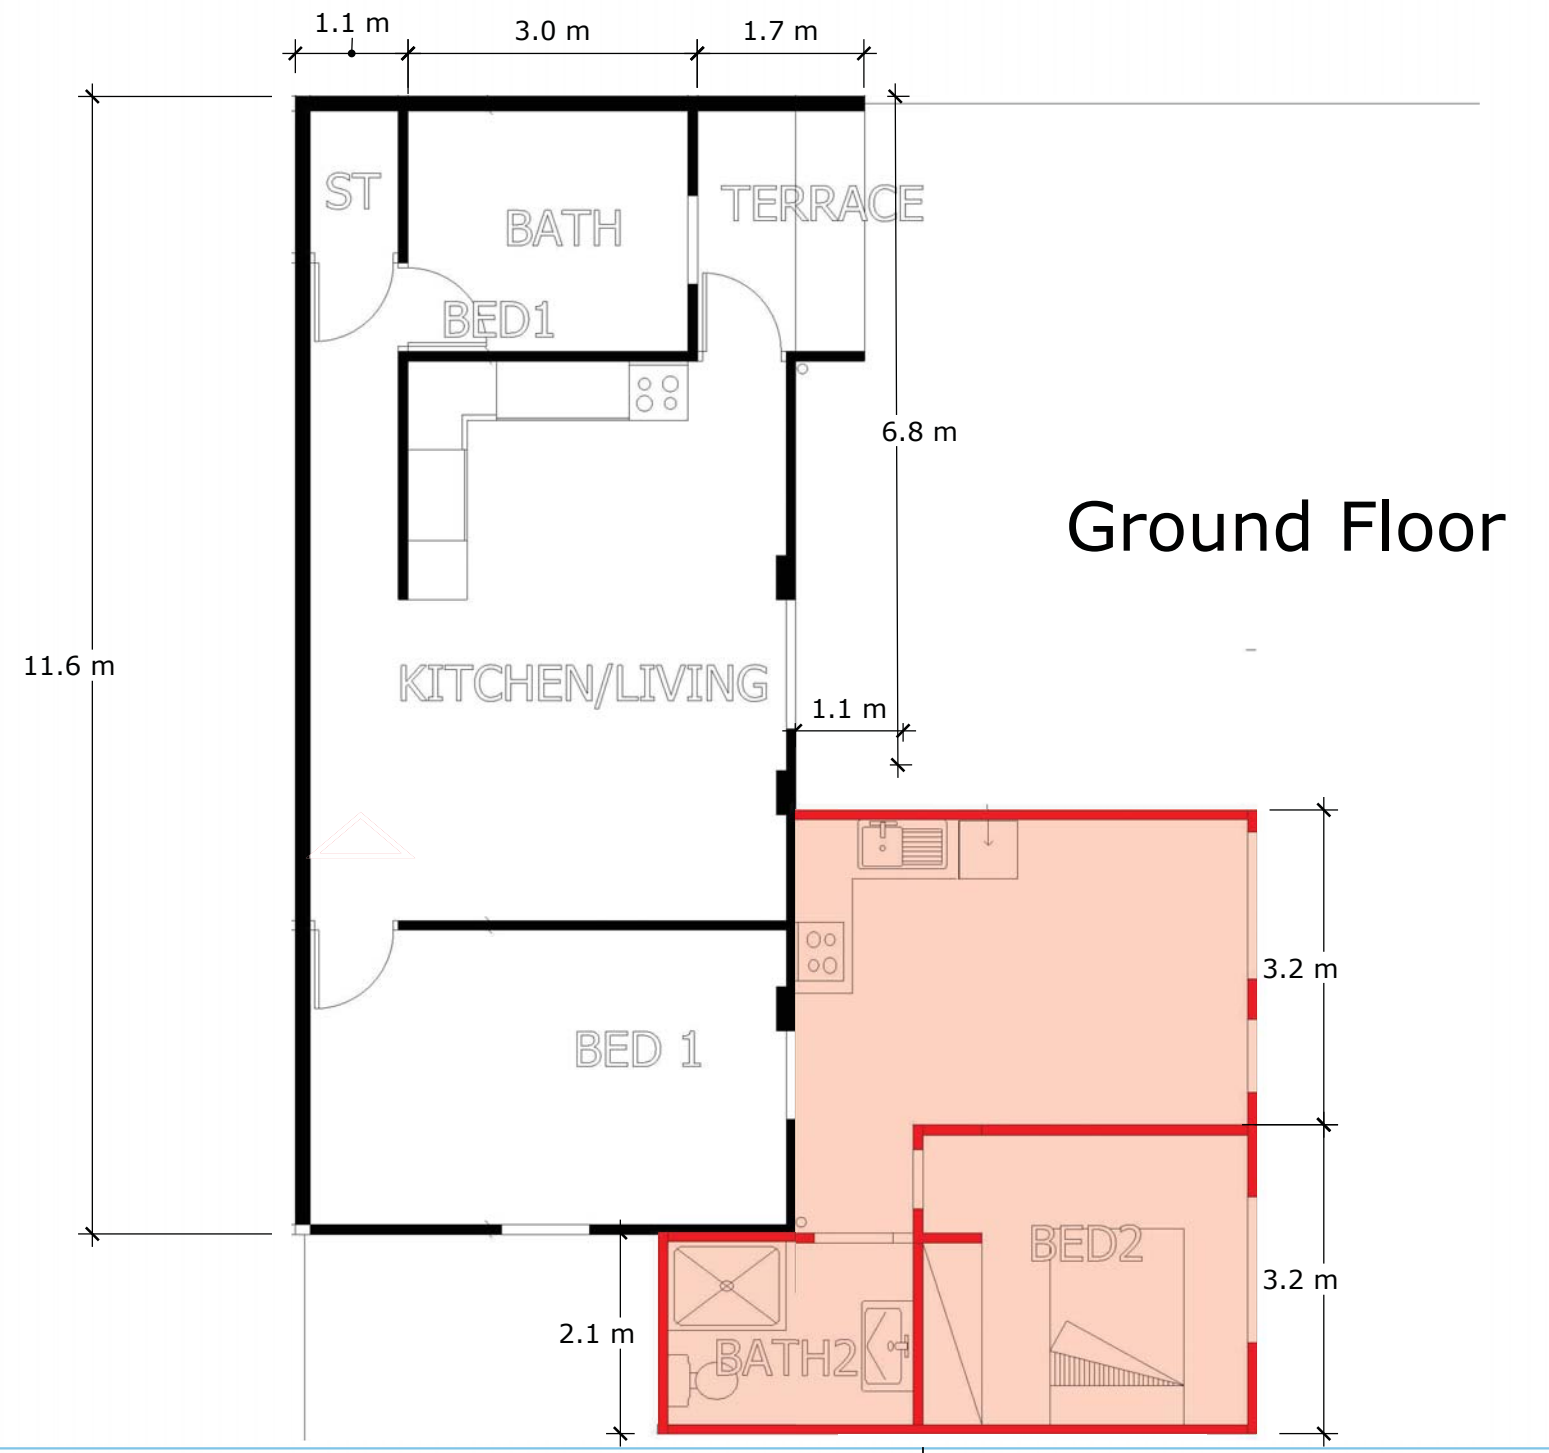 1.1 m
3.0 m
1.7 m
ST
BATH
TERRACE
BED1
6.8 m
Ground Floor
11.6 m
KITCHEN/LIVING
1.1 m
3.2 m
BED 1
BED2
3.2 m
2.1 m
BATH2